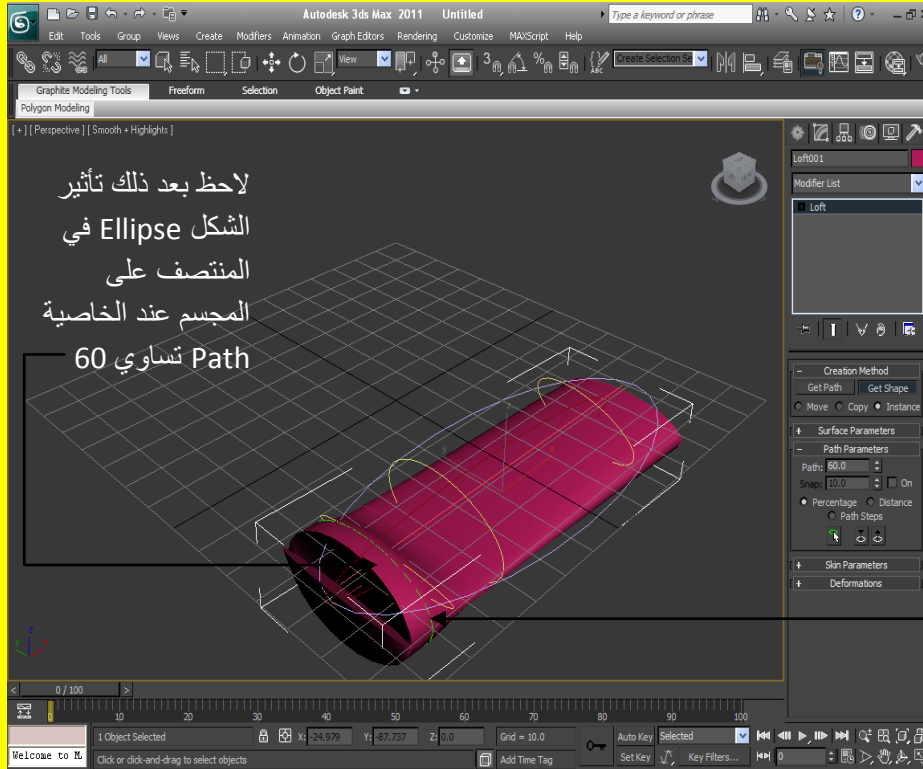 Autodesk 3ds Max 2011 Untitled
Type a keyword or phrase
Edit Tools Group Views Create Modifiers Animation Graph Editors Rendering Customize MAXScript Help
All View Create Selection Se
Graphite Modeling Tools Freeform Selection Object Paint
Polygon Modeling
[ + ] [ Perspective ] [ Smooth + Highlights ]
لاحظ بعد ذلك تأثير
الشكل Ellipse في
المنتصف على
المجسم عند الخاصية
Path تساوي 60
Loft001
Modifier List
Loft
Creation Method
Get Path Get Shape
Move Copy Instance
Surface Parameters
Path Parameters
Path: 60.0
Snap: 10.0 On
Percentage Distance
Path Steps
Skin Parameters
Deformations
z
y
0 / 100
0 10 20 30 40 50 60 70 80 90 100
1 Object Selected X: -24.979 Y: -87.737 Z: 0.0 Grid = 10.0 Auto Key Selected
Welcome to M. Click or click-and-drag to select objects Add Time Tag Set Key Key Filters... 0